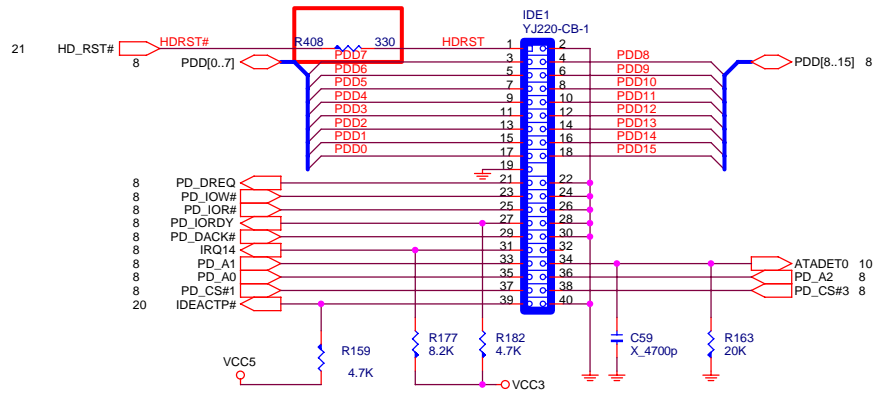 IDE1
YJ220-CB-1
21 HD_RST# HDRST# R408 330 HDRST 1 2
8 PDD[0..7] PDD7 3 4 PDD8 PDD[8..15] 8
PDD6 5 6 PDD9
PDD5 7 8 PDD10
PDD4 9 10 PDD11
PDD3 11 12 PDD12
PDD2 13 14 PDD13
PDD1 15 16 PDD14
PDD0 17 18 PDD15
19
8 PD_DREQ 21 22
8 PD_IOW# 23 24
8 PD_IOR# 25 26
8 PD_IORDY 27 28
8 PD_DACK# 29 30
8 IRQ14 31 32
8 PD_A1 33 34 ATADET0 10
8 PD_A0 35 36 PD_A2 8
8 PD_CS#1 37 38 PD_CS#3 8
20 IDEACTP# 39 40
R159 R177 R182 C59 R163
4.7K 8.2K 4.7K X_4700p 20K
VCC5
VCC3